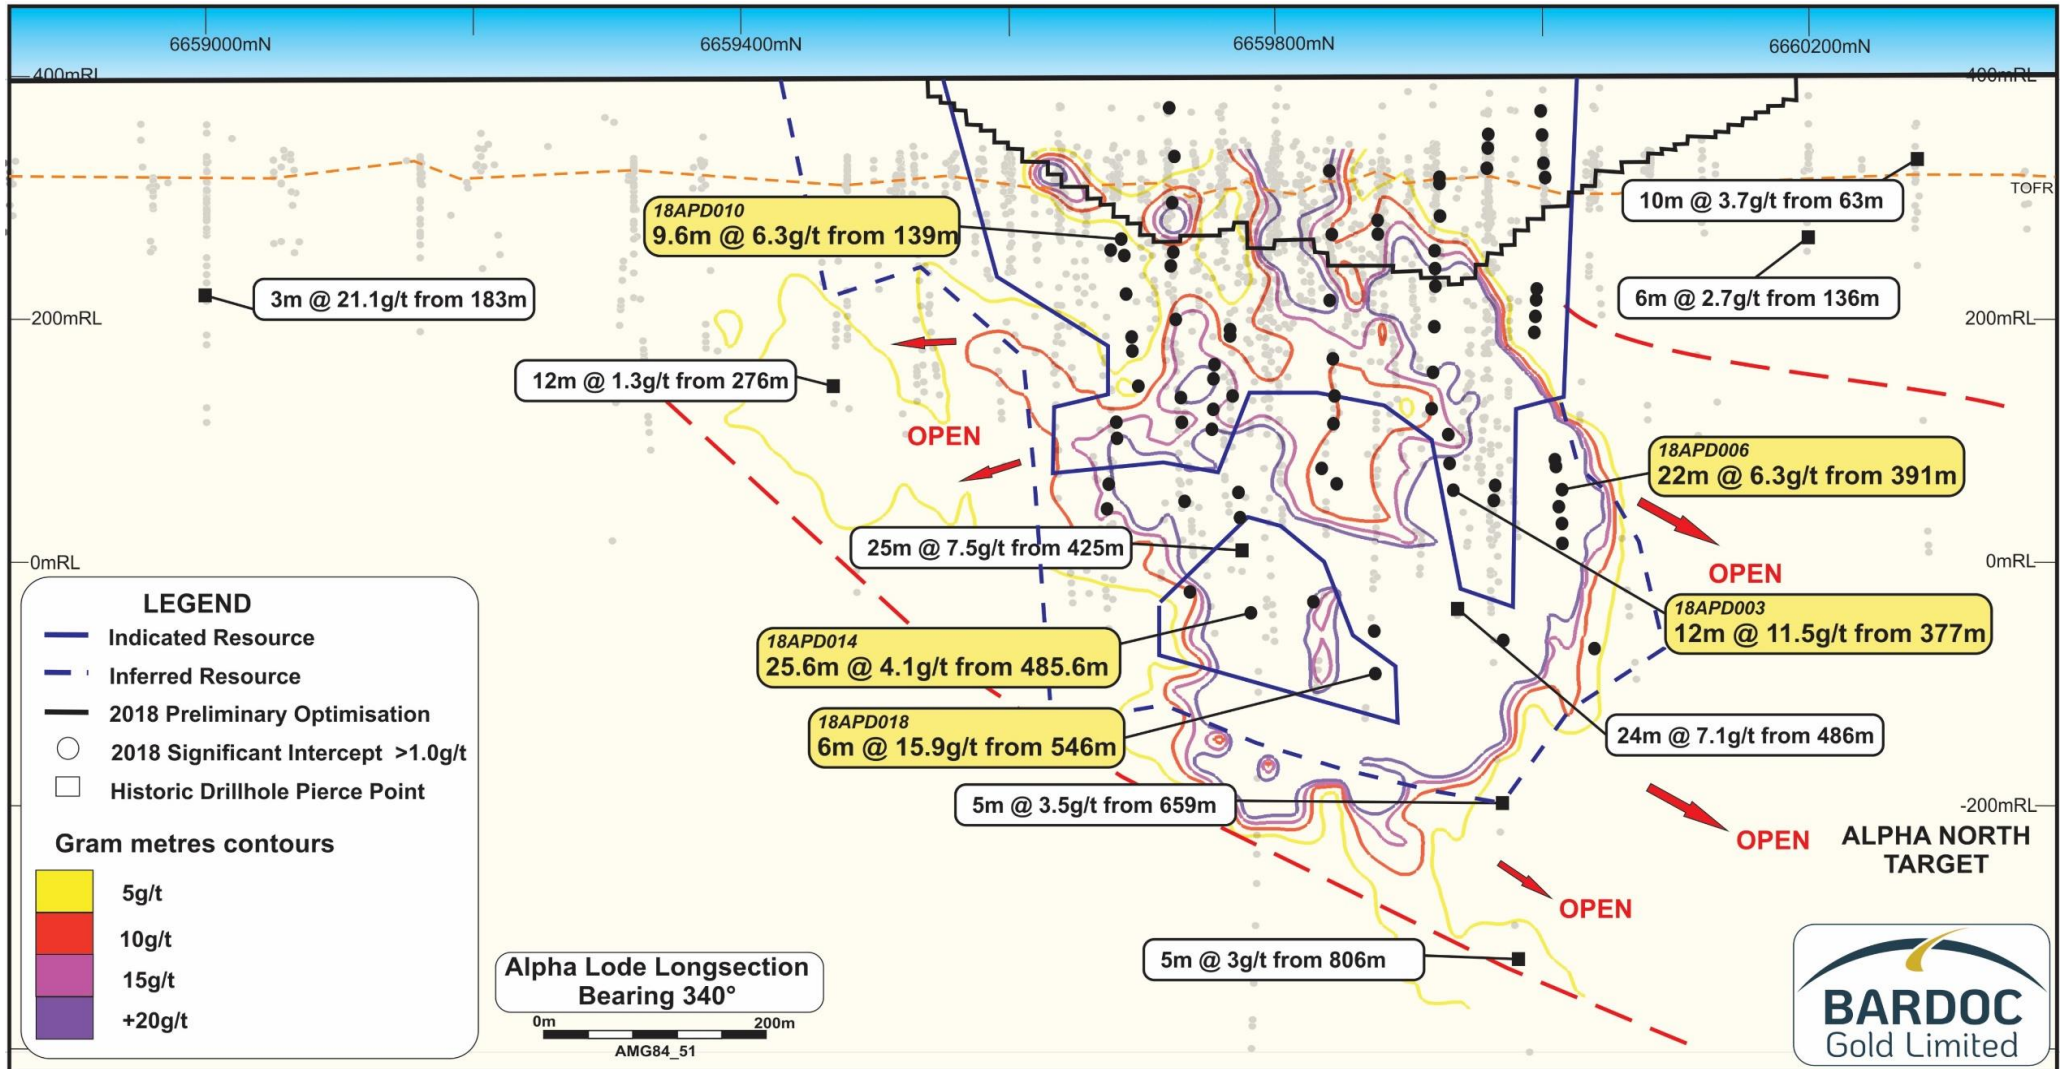 6659000mN
6659400mN
6659800mN
6660200mN
400mRL
400mRL
TOFR
10m @ 3.7g/t from 63m
18APD010
9.6m @ 6.3g/t from 139m
6m @ 2.7g/t from 136m
3m @ 21.1g/t from 183m
200mRL
200mRL
12m @ 1.3g/t from 276m
OPEN
18APD006
22m @ 6.3g/t from 391m
25m @ 7.5g/t from 425m
0mRL
0mRL
OPEN
LEGEND
Indicated Resource
Inferred Resource
2018 Preliminary Optimisation
2018 Significant Intercept >1.0g/t
Historic Drillhole Pierce Point
Gram metres contours
5g/t
10g/t
15g/t
+20g/t
18APD003
12m @ 11.5g/t from 377m
18APD014
25.6m @ 4.1g/t from 485.6m
18APD018
6m @ 15.9g/t from 546m
24m @ 7.1g/t from 486m
5m @ 3.5g/t from 659m
-200mRL
OPEN
ALPHA NORTH
TARGET
OPEN
5m @ 3g/t from 806m
Alpha Lode Longsection
Bearing 340°
0m
200m
AMG84_51
BARDOC
Gold Limited